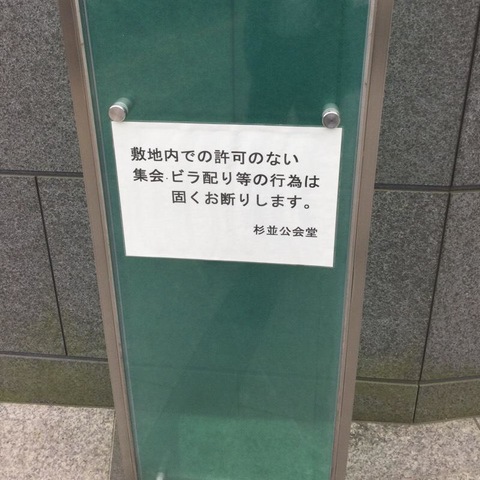 敷地内での許可のない
集会・ビラ配り等の行為は
固くお断りします。
杉並公会堂